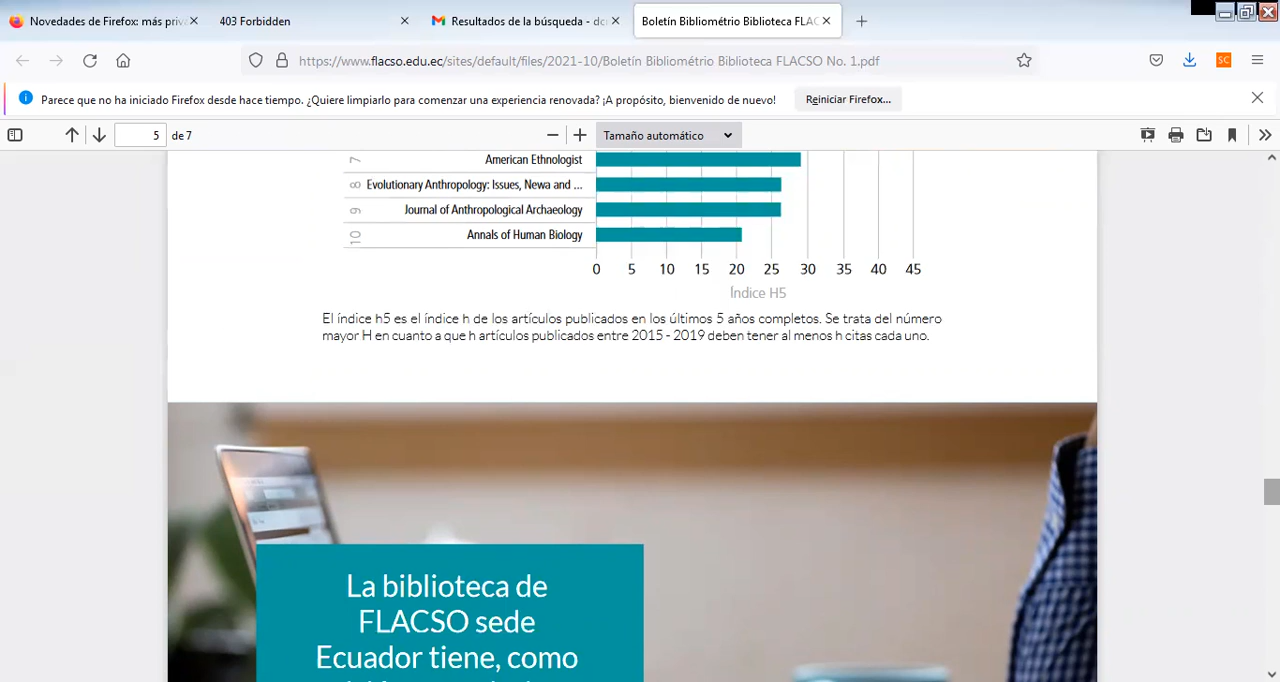 Novedades de Firefox: más priva
403 Forbidden
Resultados de la búsqueda - dc
Boletín Bibliométrio Biblioteca FLAC
https://www.flacso.edu.ec/sites/default/files/2021-10/Boletín Bibliométrio Biblioteca FLACSO No. 1.pdf
SC
Parece que no ha iniciado Firefox desde hace tiempo. ¿Quiere limpiarlo para comenzar una experiencia renovada? ¡A propósito, bienvenido de nuevo!
Reiniciar Firefox...
5 de 7
Tamaño automático
7 American Ethnologist
8 Evolutionary Anthropology: Issues, Newa and ...
9 Journal of Anthropological Archaeology
10 Annals of Human Biology
0 5 10 15 20 25 30 35 40 45
Índice H5
El índice h5 es el índice h de los artículos publicados en los últimos 5 años completos. Se trata del número
mayor H en cuanto a que h artículos publicados entre 2015 - 2019 deben tener al menos h citas cada uno.
La biblioteca de
FLACSO sede
Ecuador tiene, como